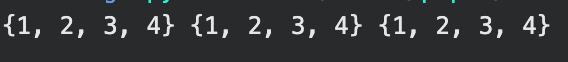 {1, 2, 3, 4} {1, 2, 3, 4} {1, 2, 3, 4}